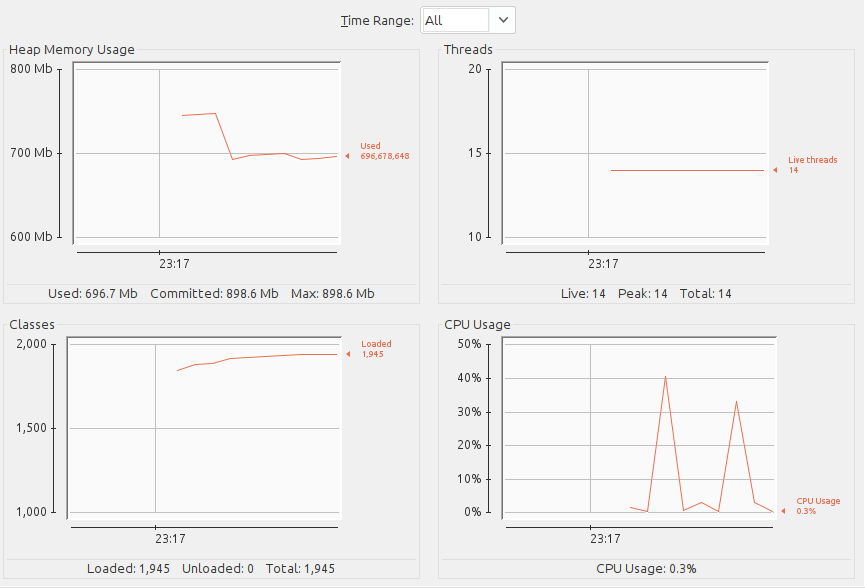 Time Range: All
Heap Memory Usage
800 Mb
700 Mb
600 Mb
Used
696,678,648
23:17
Used: 696.7 Mb Committed: 898.6 Mb Max: 898.6 Mb
Threads
20
15
10
Live threads
14
23:17
Live: 14 Peak: 14 Total: 14
Classes
2,000
1,500
1,000
Loaded
1,945
23:17
Loaded: 1,945 Unloaded: 0 Total: 1,945
CPU Usage
50%
40%
30%
20%
10%
0%
CPU Usage
0.3%
23:17
CPU Usage: 0.3%